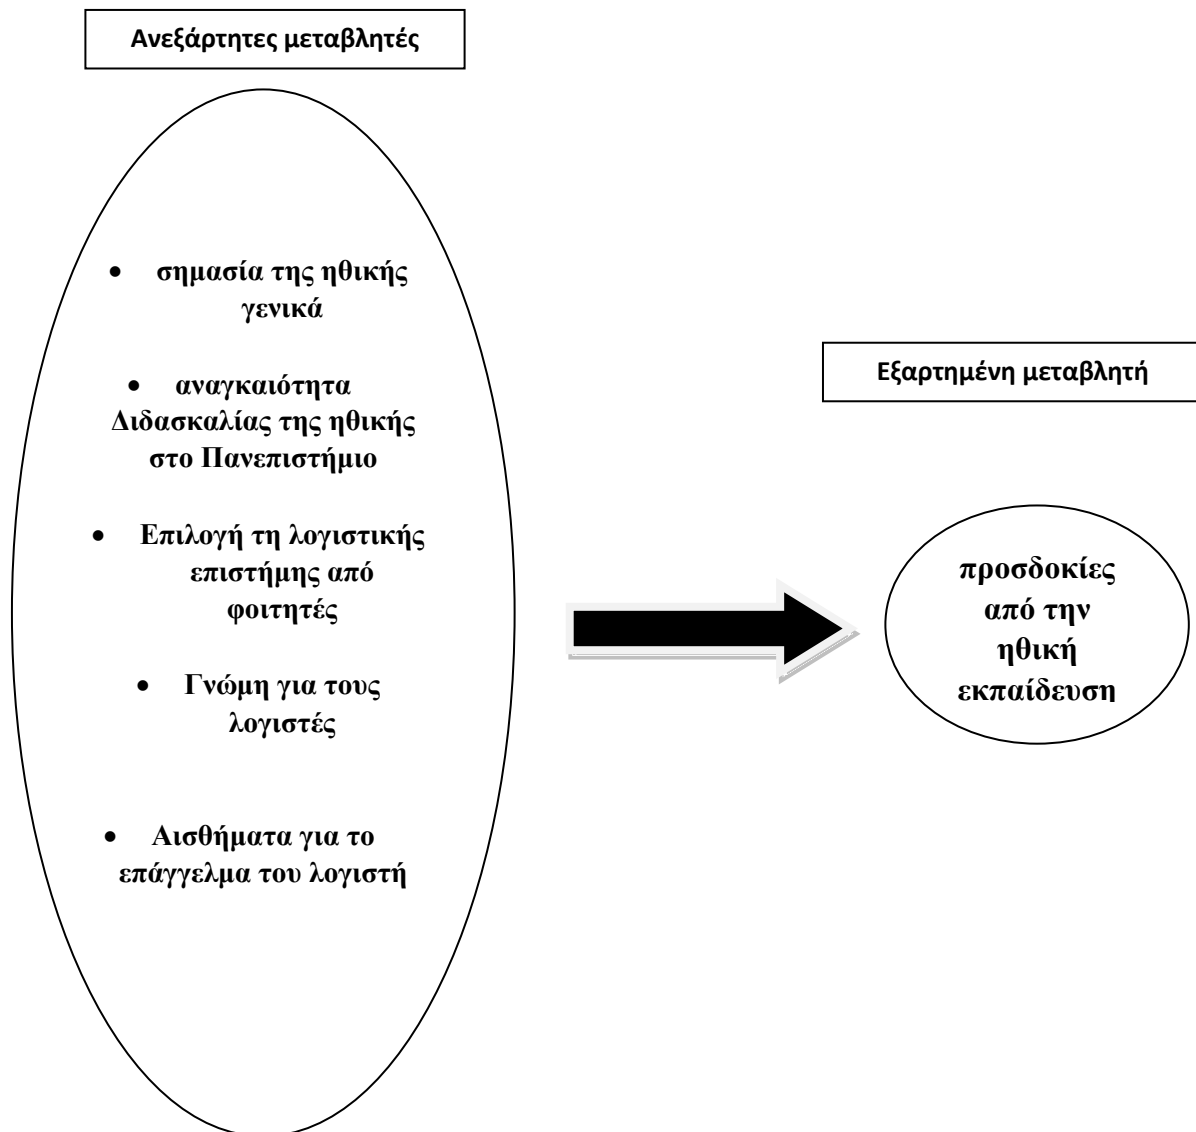 Ανεξάρτητες μεταβλητές
• σημασία της ηθικής
γενικά
• αναγκαιότητα
Διδασκαλίας της ηθικής
στο Πανεπιστήμιο
• Επιλογή τη λογιστικής
επιστήμης από
φοιτητές
• Γνώμη για τους
λογιστές
• Αισθήματα για το
επάγγελμα του λογιστή
Εξαρτημένη μεταβλητή
προσδοκίες
από την
ηθική
εκπαίδευση